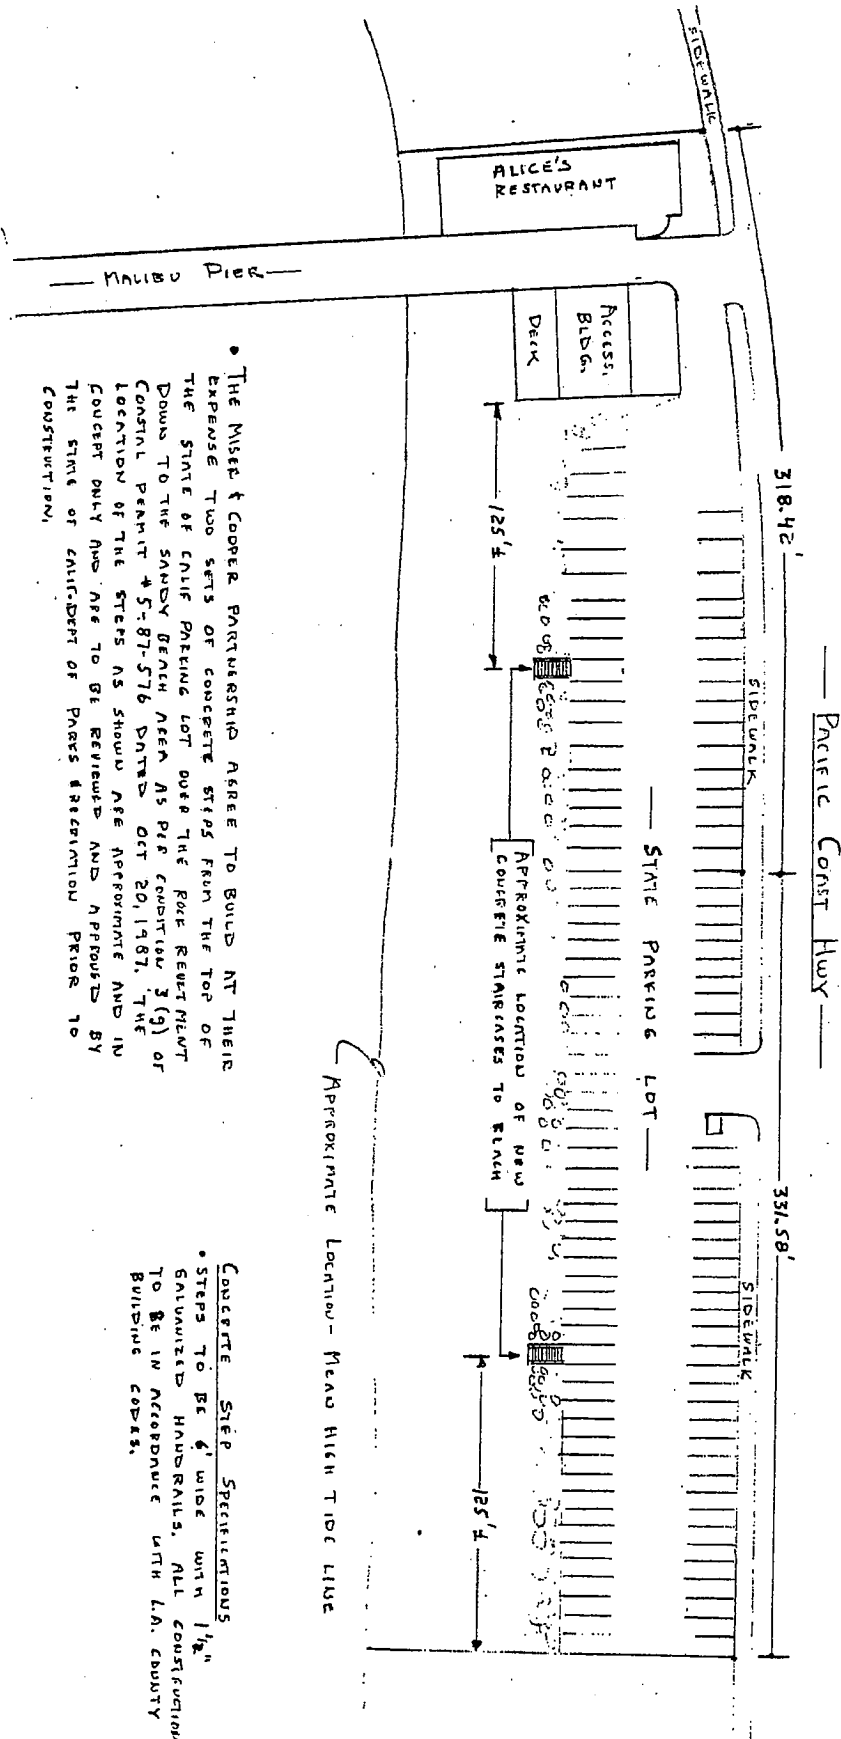 — PACIFIC COAST HWY —
318.42'
331.58'
SIDEWALK
SIDEWALK
SIDEWALK
ALICE'S
RESTAURANT
— MALIBU PIER —
ACCESS.
BLDG.
DECK
— STATE PARKING LOT —
125'±
125'±
APPROXIMATE LOCATION OF NEW
CONCRETE STAIRCASES TO BEACH
APPROXIMATE LOCATION - MEAN HIGH TIDE LINE
• THE MISER & COOPER PARTNERSHIP AGREE TO BUILD AT THEIR
EXPENSE TWO SETS OF CONCRETE STEPS FROM THE TOP OF
THE STATE OF CALIF PARKING LOT OVER THE ROCK REVETMENT
DOWN TO THE SANDY BEACH AREA AS PER CONDITION 3(g) OF
COASTAL PERMIT #5-87-576 DATED OCT 20, 1987. THE
LOCATION OF THE STEPS AS SHOWN ARE APPROXIMATE AND IN
CONCEPT ONLY AND ARE TO BE REVIEWED AND APPROVED BY
THE STATE OF CALIF. DEPT OF PARKS & RECREATION PRIOR TO
CONSTRUCTION.
CONCRETE STEP SPECIFICATIONS
• STEPS TO BE 6' WIDE WITH 1½"
GALVANIZED HANDRAILS. ALL CONSTRUCTION
TO BE IN ACCORDANCE WITH L.A. COUNTY
BUILDING CODES.